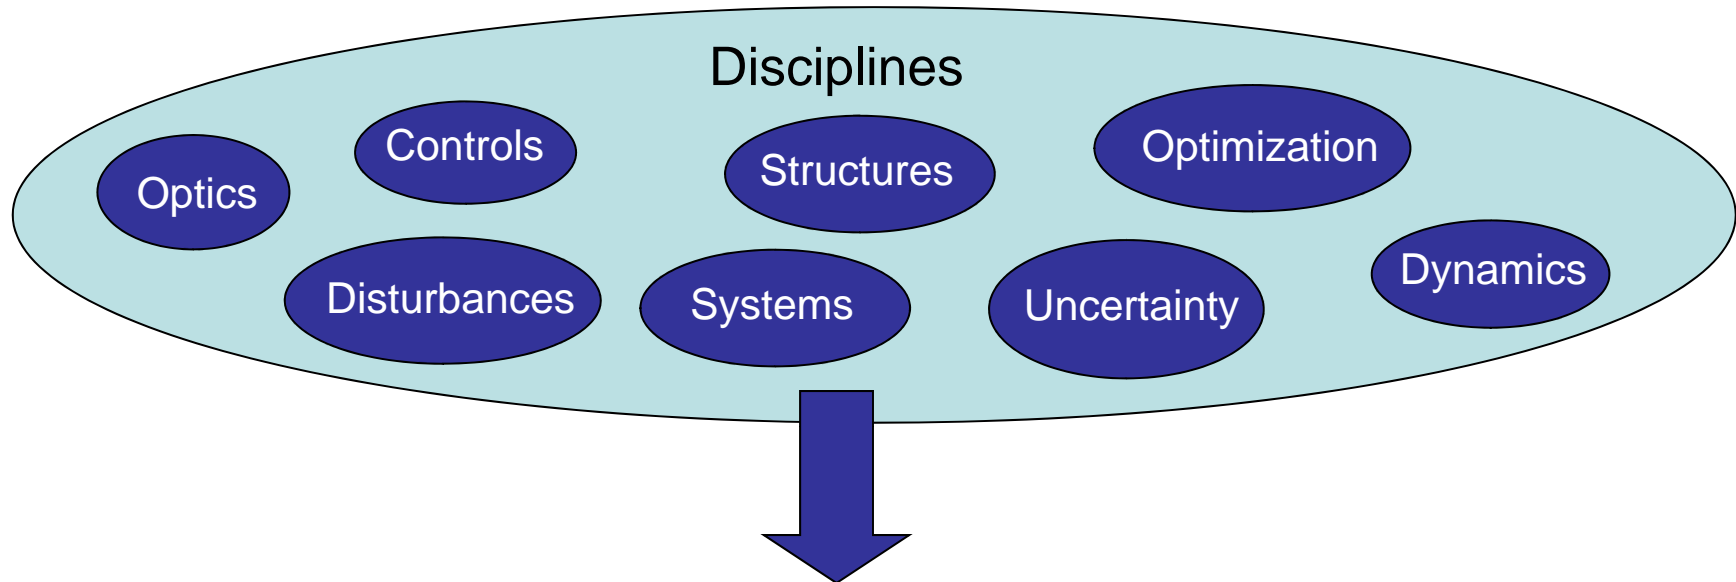 Disciplines
Optics
Controls
Structures
Optimization
Disturbances
Systems
Uncertainty
Dynamics